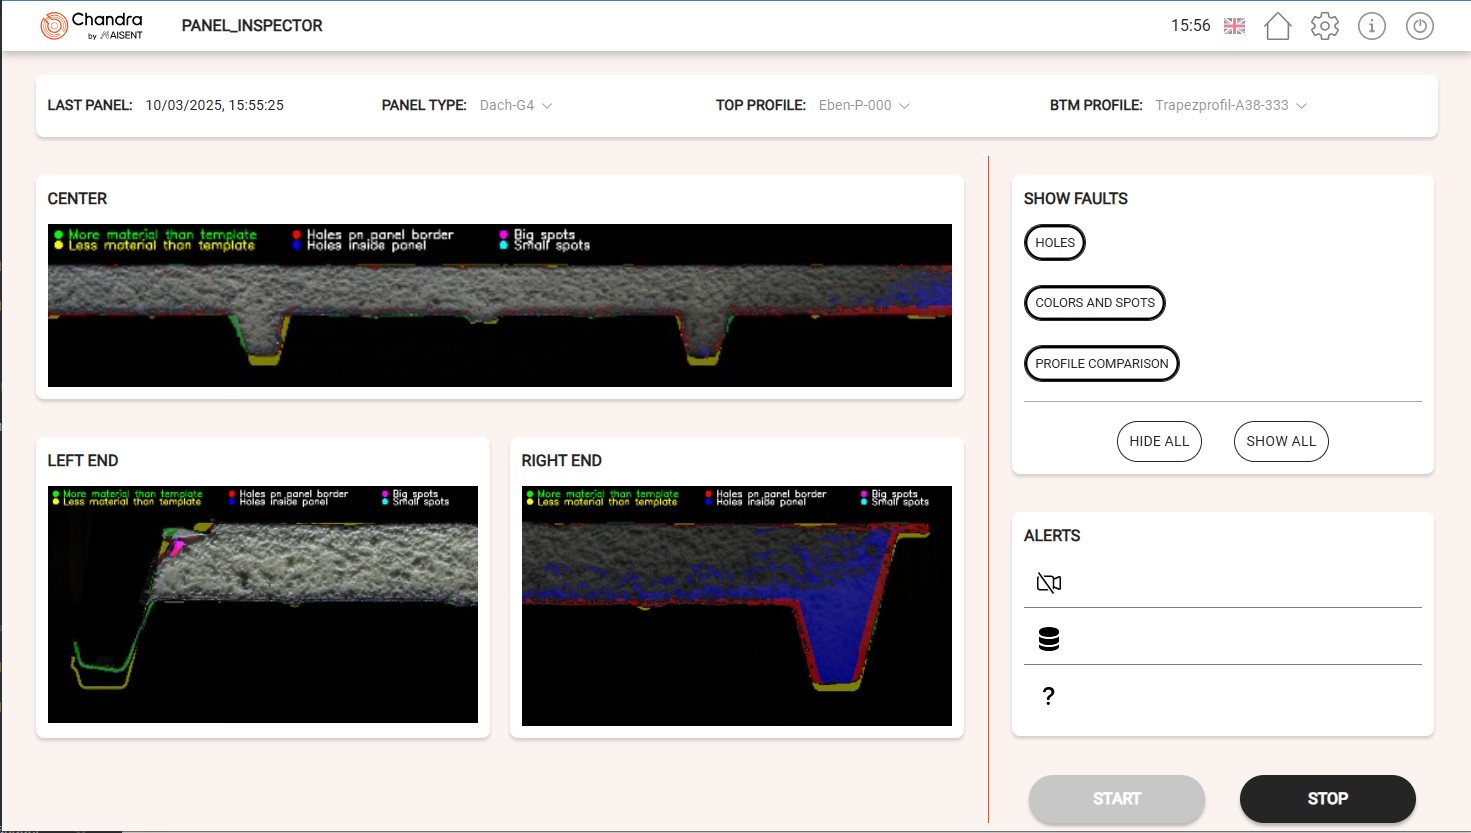 Chandra
by AISENT
PANEL_INSPECTOR
15:56
LAST PANEL: 10/03/2025, 15:55:25
PANEL TYPE: Dach-G4
TOP PROFILE: Eben-P-000
BTM PROFILE: Trapezprofil-A38-333
CENTER
More material than template
Less material than template
Holes pn panel border
Holes inside panel
Big spots
Small spots
LEFT END
More material than template
Less material than template
Holes pn panel border
Holes inside panel
Big spots
Small spots
RIGHT END
More material than template
Less material than template
Holes pn panel border
Holes inside panel
Big spots
Small spots
SHOW FAULTS
HOLES
COLORS AND SPOTS
PROFILE COMPARISON
HIDE ALL
SHOW ALL
ALERTS
?
START
STOP